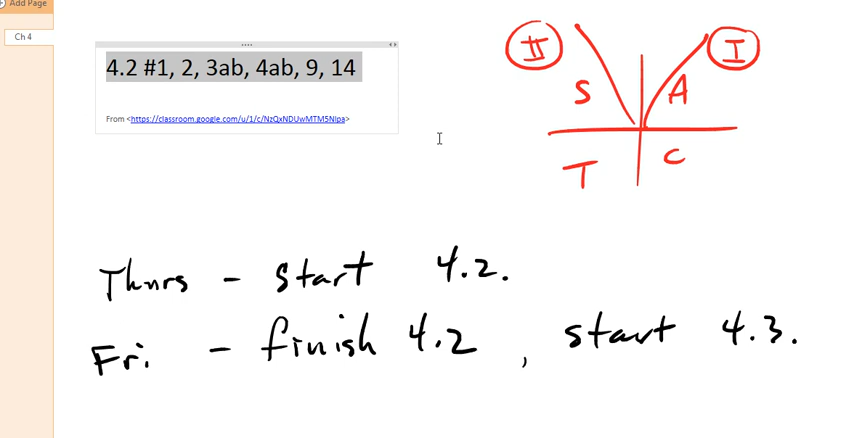 Add Page
Ch 4
4.2 #1, 2, 3ab, 4ab, 9, 14
From <https://classroom.google.com/u/1/c/NzQxNDUwMTM5Nlpa>
II I
S A
T C
Thurs - start 4.2.
Fri. - finish 4.2, start 4.3.